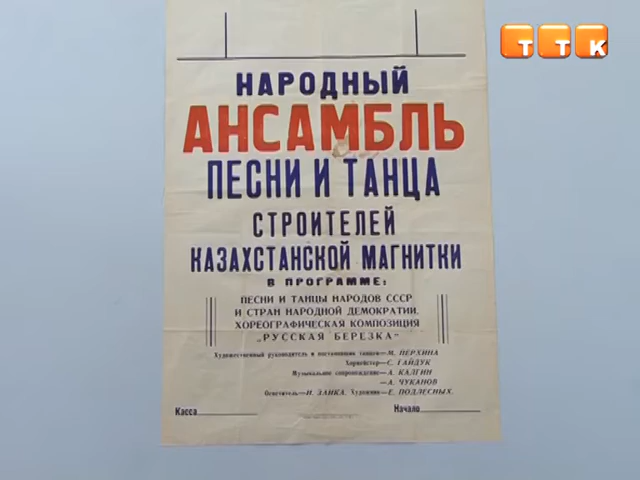 ТТК
НАРОДНЫЙ
АНСАМБЛЬ
ПЕСНИ И ТАНЦА
СТРОИТЕЛЕЙ
КАЗАХСТАНСКОЙ МАГНИТКИ
В ПРОГРАММЕ:
ПЕСНИ И ТАНЦЫ НАРОДОВ СССР
И СТРАН НАРОДНОЙ ДЕМОКРАТИИ.
ХОРЕОГРАФИЧЕСКАЯ КОМПОЗИЦИЯ
„РУССКАЯ БЕРЕЗКА"
Художественный руководитель и постановщик танцев—М. ПЕРХИНА
Хормейстер—С. ГАЙДУК
Музыкальное сопровождение—А. КАЛГИН
—А. ЧУКАНОВ
Осветитель—Н. ЗАИКА. Художник—Е. ПОДЛЕСНЫХ.
Касса
Начало